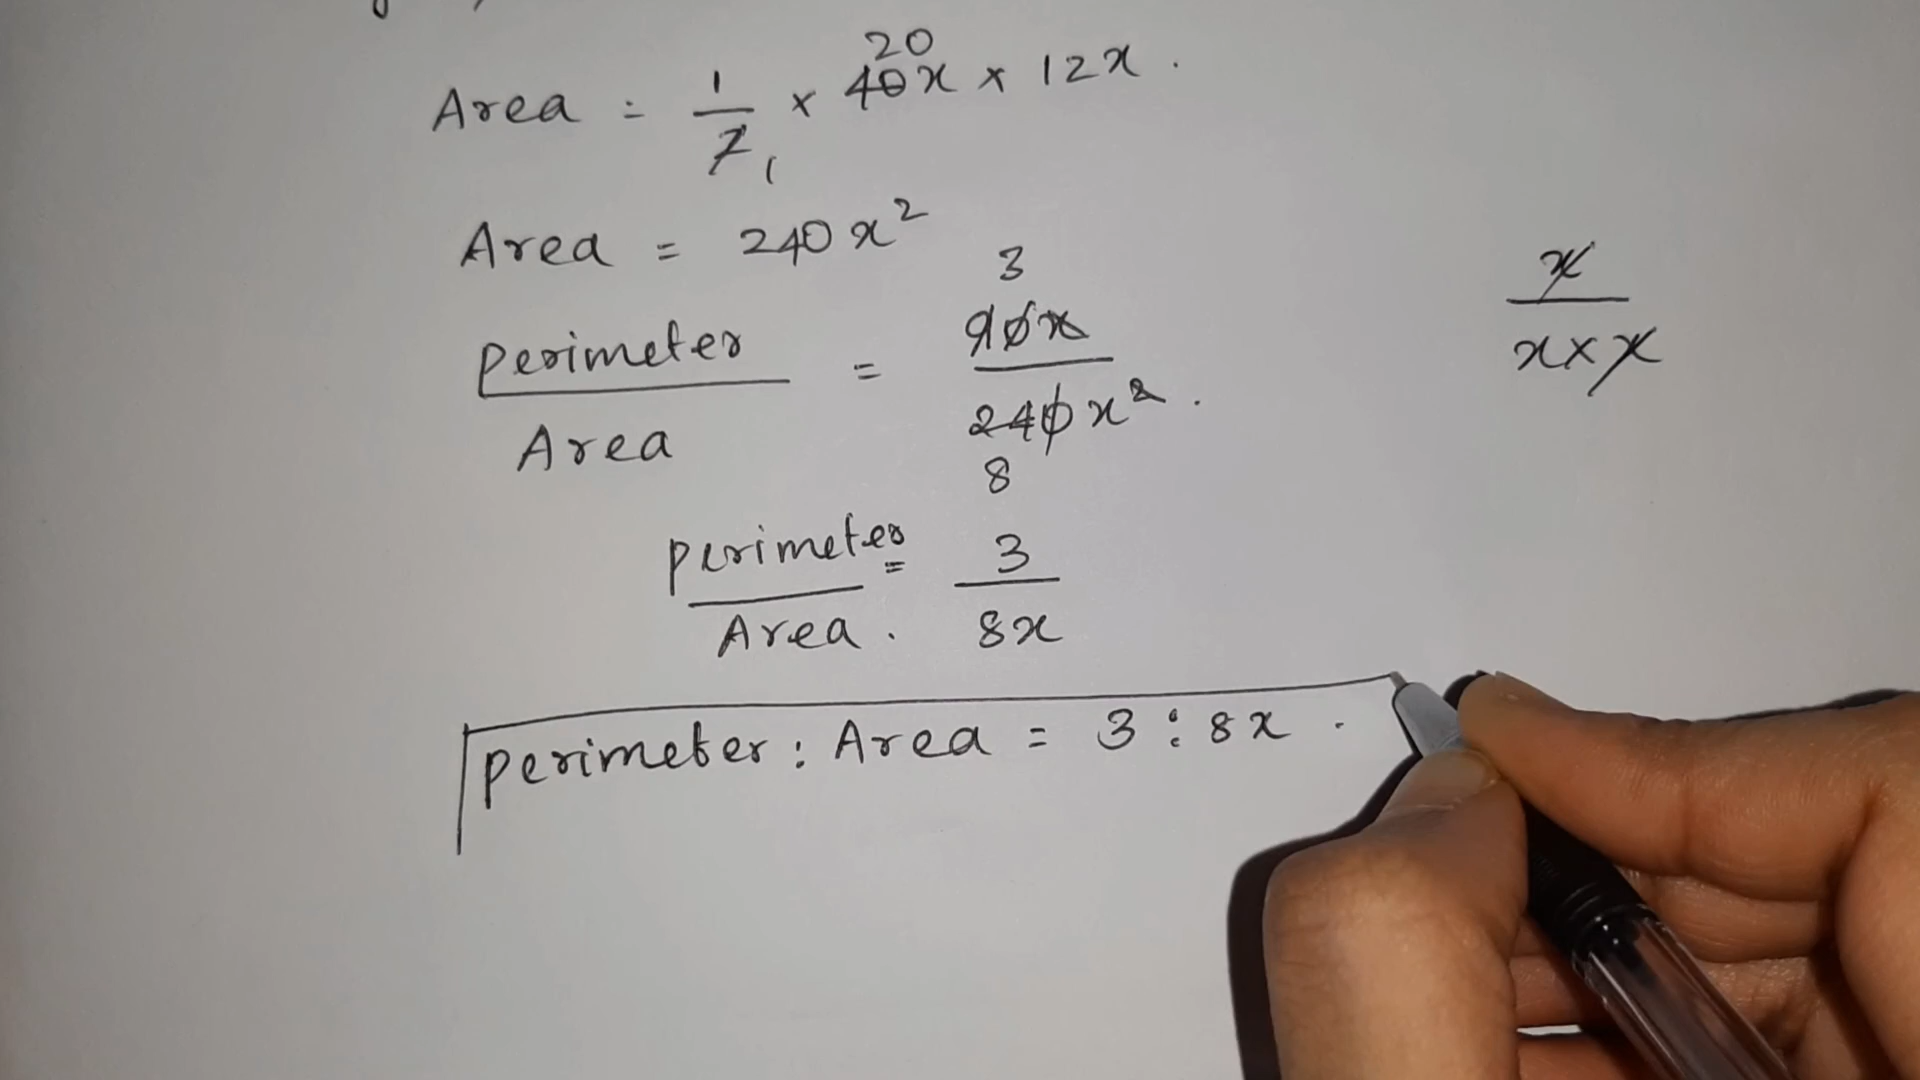 20
Area = 1/2 1 × 40x × 12x .
Area = 240x²
3
perimeter/Area = 90x/240x² .
8
x/x×x
perimeter/Area . = 3/8x
perimeter : Area = 3 : 8x .